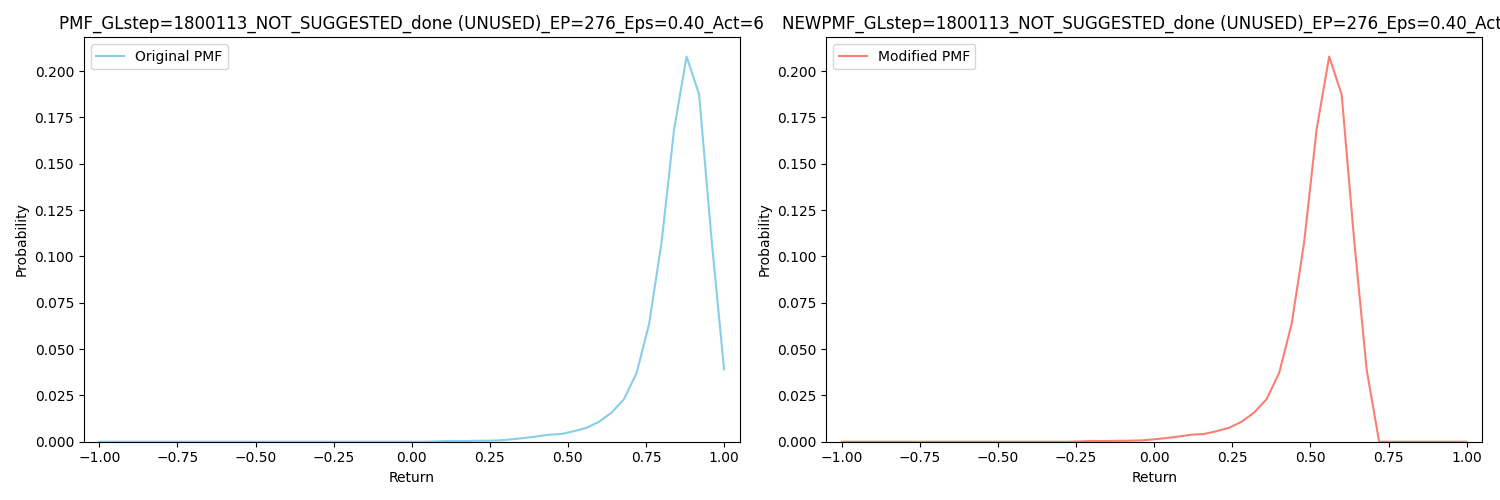 PMF_GLstep=1800113_NOT_SUGGESTED_done (UNUSED)_EP=276_Eps=0.40_Act=6
Original PMF
0.200
0.175
0.150
0.125
0.100
0.075
0.050
0.025
0.000
Probability
−1.00 −0.75 −0.50 −0.25 0.00 0.25 0.50 0.75 1.00
Return
NEWPMF_GLstep=1800113_NOT_SUGGESTED_done (UNUSED)_EP=276_Eps=0.40_Act
Modified PMF
0.200
0.175
0.150
0.125
0.100
0.075
0.050
0.025
0.000
Probability
−1.00 −0.75 −0.50 −0.25 0.00 0.25 0.50 0.75 1.00
Return